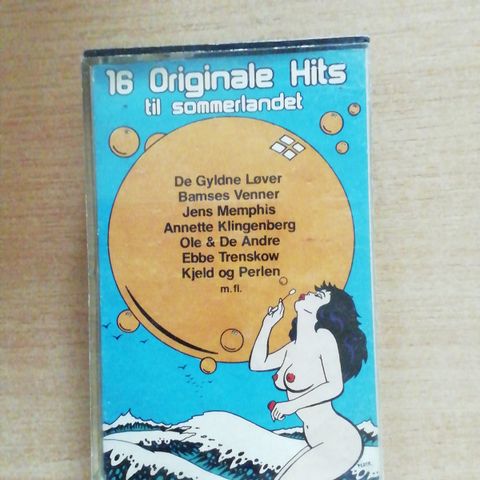 16 Originale Hits
til sommerlandet
De Gyldne Løver
Bamses Venner
Jens Memphis
Annette Klingenberg
Ole & De Andre
Ebbe Trenskow
Kjeld og Perlen
m.fl.